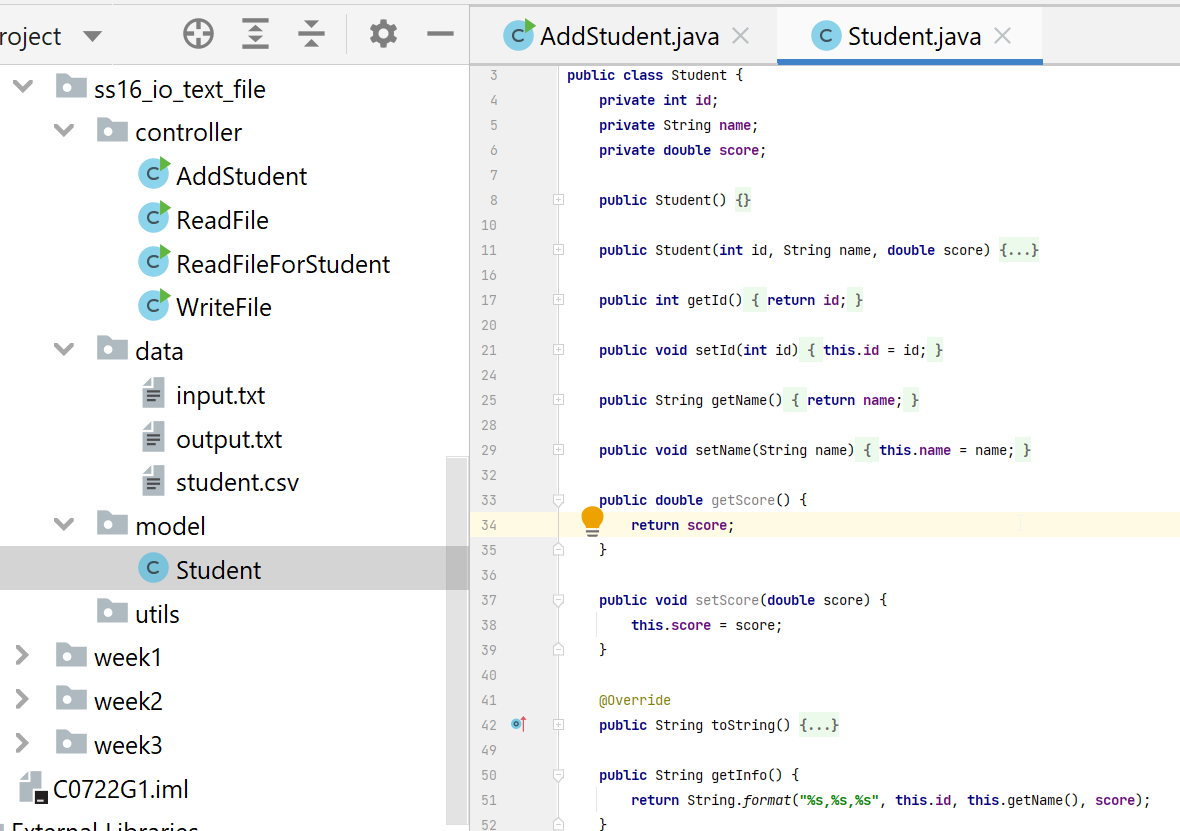 roject
ss16_io_text_file
controller
AddStudent
ReadFile
ReadFileForStudent
WriteFile
data
input.txt
output.txt
student.csv
model
Student
utils
week1
week2
week3
C0722G1.iml
External Libraries
AddStudent.java
Student.java
3 public class Student {
4 private int id;
5 private String name;
6 private double score;
7
8 public Student() {}
10
11 public Student(int id, String name, double score) {...}
16
17 public int getId() { return id; }
20
21 public void setId(int id) { this.id = id; }
24
25 public String getName() { return name; }
28
29 public void setName(String name) { this.name = name; }
32
33 public double getScore() {
34 return score;
35 }
36
37 public void setScore(double score) {
38 this.score = score;
39 }
40
41 @Override
42 public String toString() {...}
49
50 public String getInfo() {
51 return String.format("%s,%s,%s", this.id, this.getName(), score);
52 }